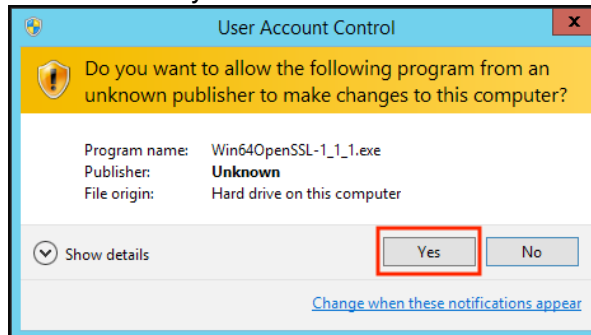 User Account Control
x
Do you want to allow the following program from an
unknown publisher to make changes to this computer?
Program name: Win64OpenSSL-1_1_1.exe
Publisher: Unknown
File origin: Hard drive on this computer
Show details
Yes No
Change when these notifications appear